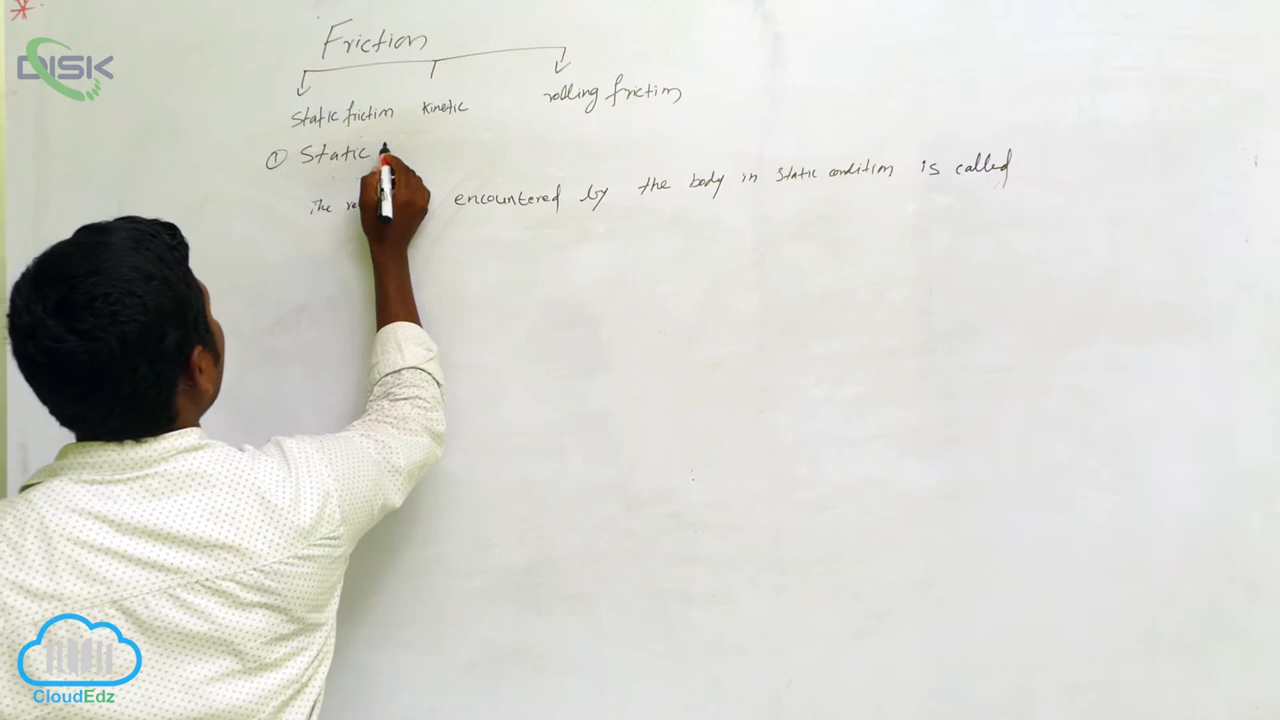 DISK
Friction
Static friction kinetic rolling friction
① Static
The encountered by the body in static condition is called
CloudEdz